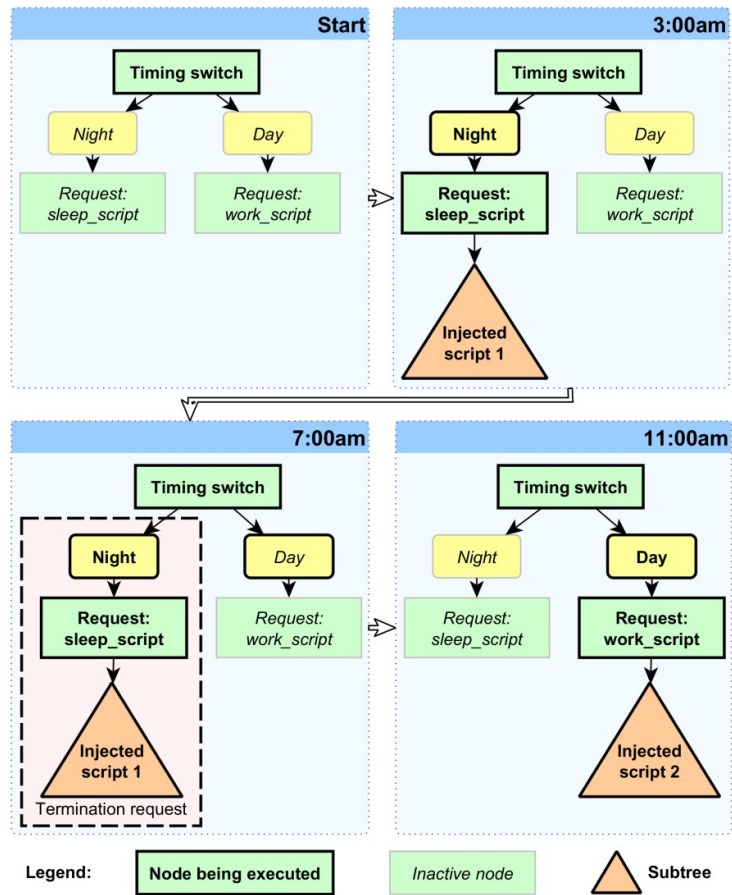 Start
Timing switch
Night
Day
Request:
sleep_script
Request:
work_script
3:00am
Timing switch
Night
Day
Request:
sleep_script
Request:
work_script
Injected
script 1
7:00am
Timing switch
Night
Day
Request:
sleep_script
Request:
work_script
Injected
script 1
Termination request
11:00am
Timing switch
Night
Day
Request:
sleep_script
Request:
work_script
Injected
script 2
Legend:
Node being executed
Inactive node
Subtree